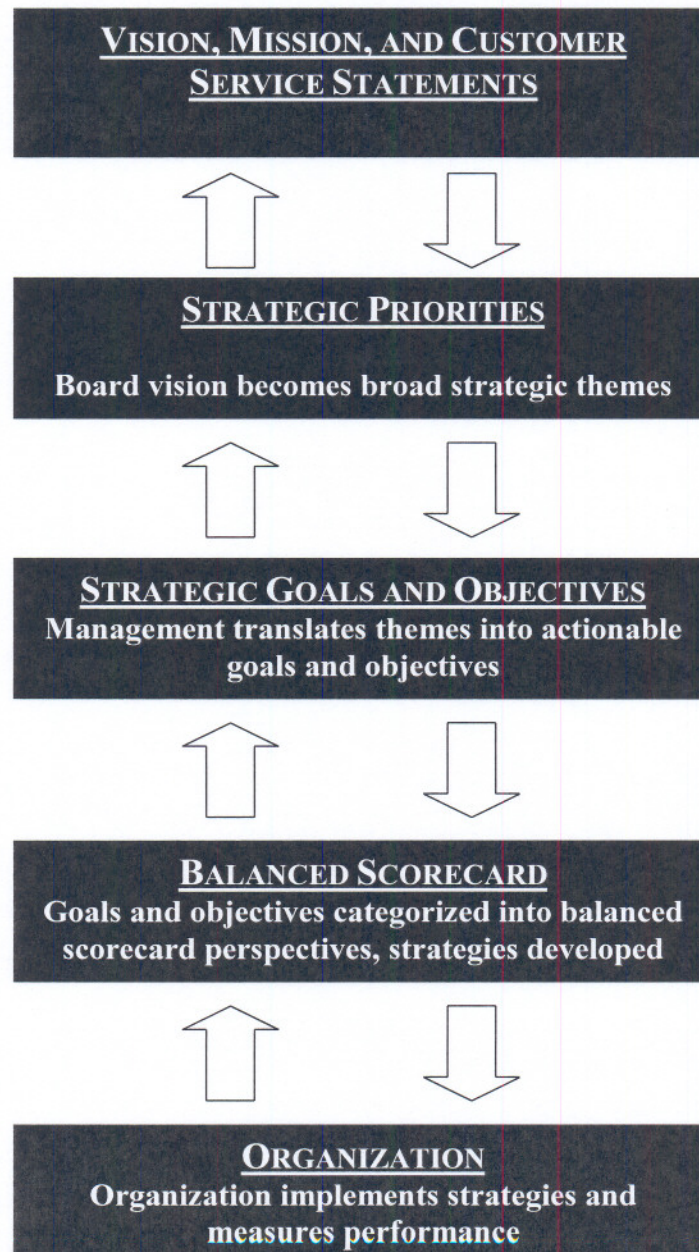 VISION, MISSION, AND CUSTOMER
SERVICE STATEMENTS
STRATEGIC PRIORITIES
Board vision becomes broad strategic themes
STRATEGIC GOALS AND OBJECTIVES
Management translates themes into actionable
goals and objectives
BALANCED SCORECARD
Goals and objectives categorized into balanced
scorecard perspectives, strategies developed
ORGANIZATION
Organization implements strategies and
measures performance